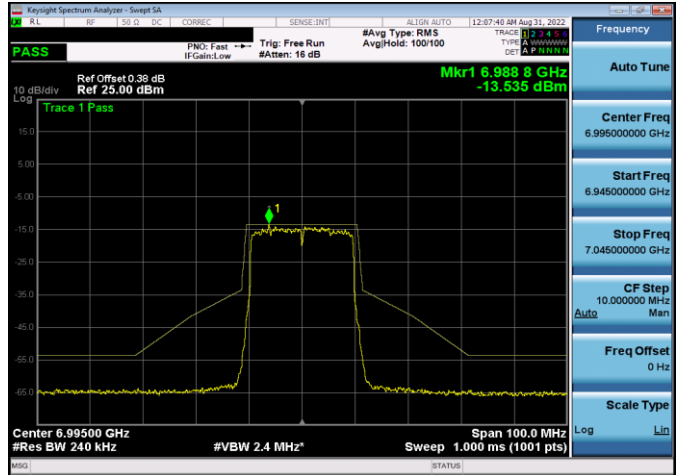 Keysight Spectrum Analyzer - Swept SA
RL RF 50 Ω DC CORREC SENSE:INT ALIGN AUTO 12:07:40 AM Aug 31, 2022
Frequency
#Avg Type: RMS TRACE 1 2 3 4 5 6
PASS PNO: Fast Trig: Free Run Avg|Hold: 100/100 TYPE A WWWWW
IFGain:Low #Atten: 16 dB DET A P N N N N
Auto Tune
Ref Offset 0.38 dB Mkr1 6.988 8 GHz
10 dB/div Ref 25.00 dBm -13.535 dBm
Log
Trace 1 Pass
Center Freq
6.995000000 GHz
15.0
5.00
Start Freq
6.945000000 GHz
-5.00
1
-15.0
Stop Freq
7.045000000 GHz
-25.0
CF Step
10.000000 MHz
Auto Man
-35.0
-45.0
Freq Offset
0 Hz
-55.0
-65.0
Scale Type
Log Lin
Center 6.99500 GHz Span 100.0 MHz
#Res BW 240 kHz #VBW 2.4 MHz* Sweep 1.000 ms (1001 pts)
MSG STATUS